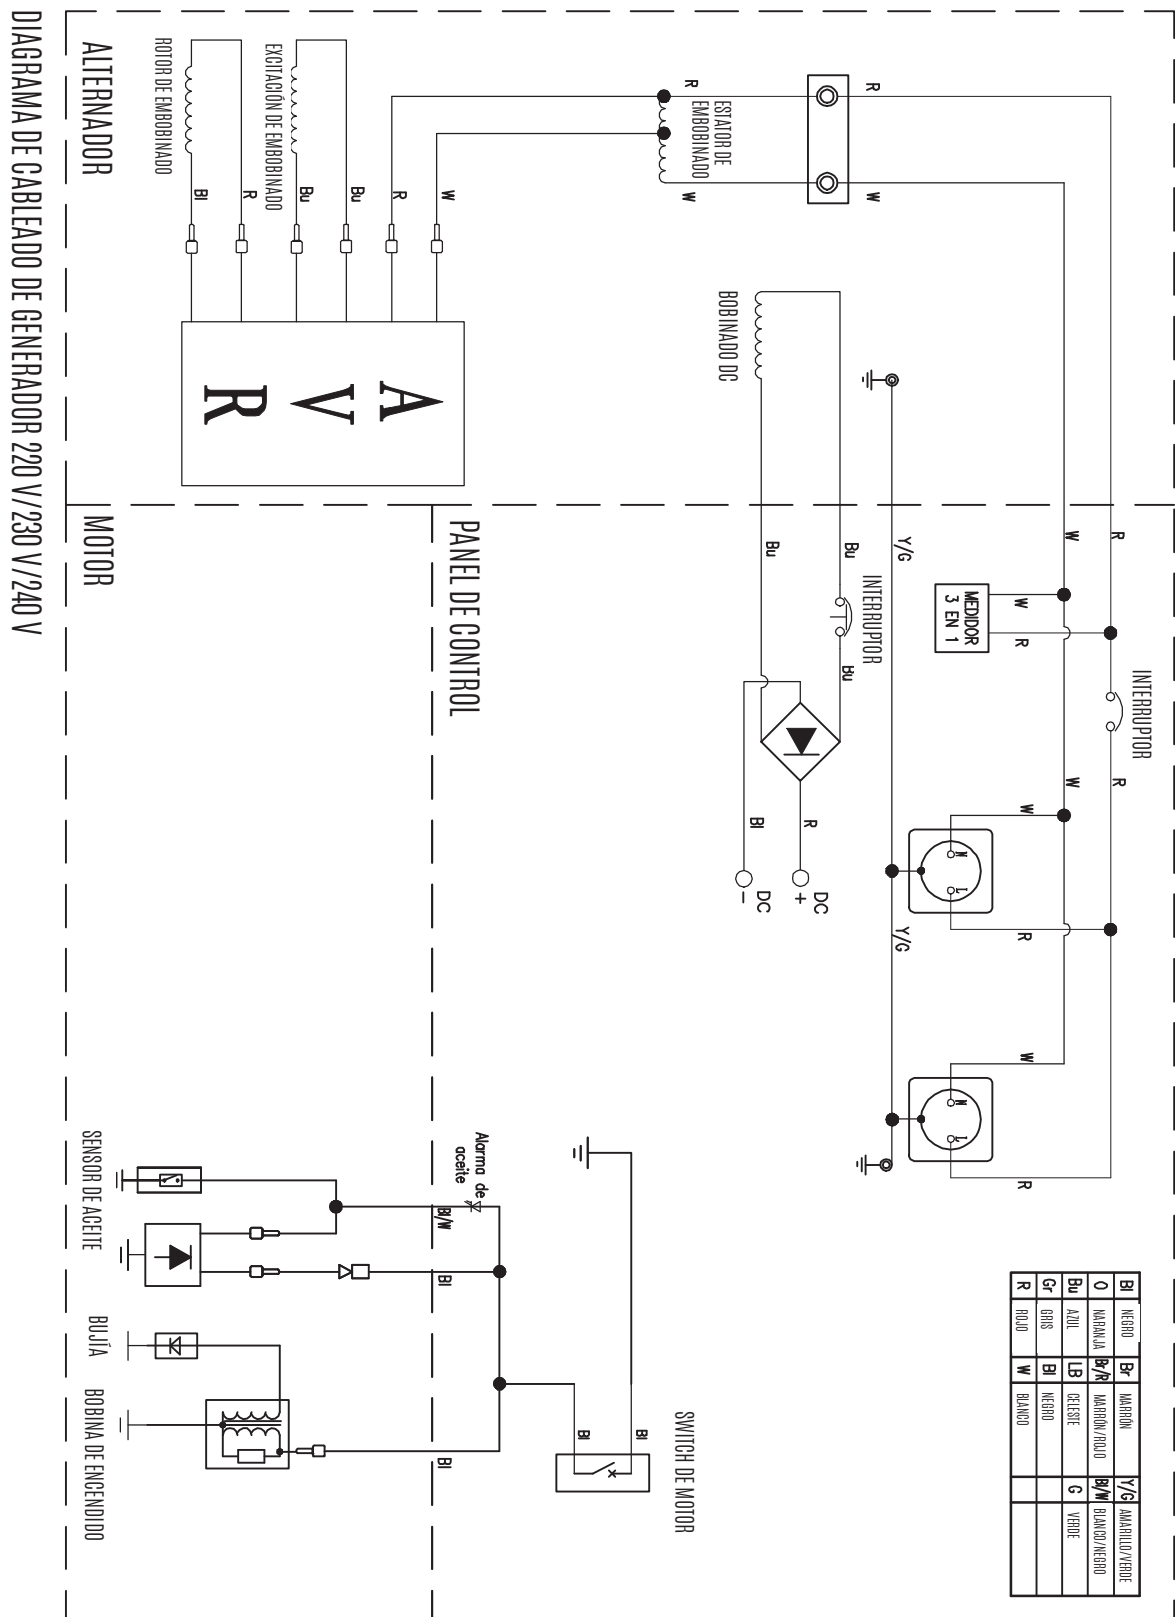 DIAGRAMA DE CABLEADO DE GENERADOR 220 V/230 V/240 V
ALTERNADOR
ROTOR DE EMBOBINADO
EXCITACIÓN DE EMBOBINADO
Bl
R
Bu
Bu
R
W
A
V
R
R
ESTATOR DE
EMBOBINADO
W
R
W
BOBINADO DC
MOTOR
PANEL DE CONTROL
Bu
Bu
INTERRUPTOR
Bu
Y/G
W
R
MEDIDOR
3 EN 1
W
R
INTERRUPTOR
W
R
Bl
R
DC
-
DC
+
W
N
L
R
Y/G
W
N
L
R
SENSOR DE ACEITE
Alarma de
aceite
Bl/W
Bl
BUJÍA
BOBINA DE ENCENDIDO
Bl
Bl
Bl
SWITCH DE MOTOR
Bl NEGRO Br MARRÓN Y/G AMARILLO/VERDE
O NARANJA Br/R MARRÓN/ROJO Bl/W BLANCO/NEGRO
Bu AZUL LB CELESTE G VERDE
Gr GRIS Bl NEGRO
R ROJO W BLANCO